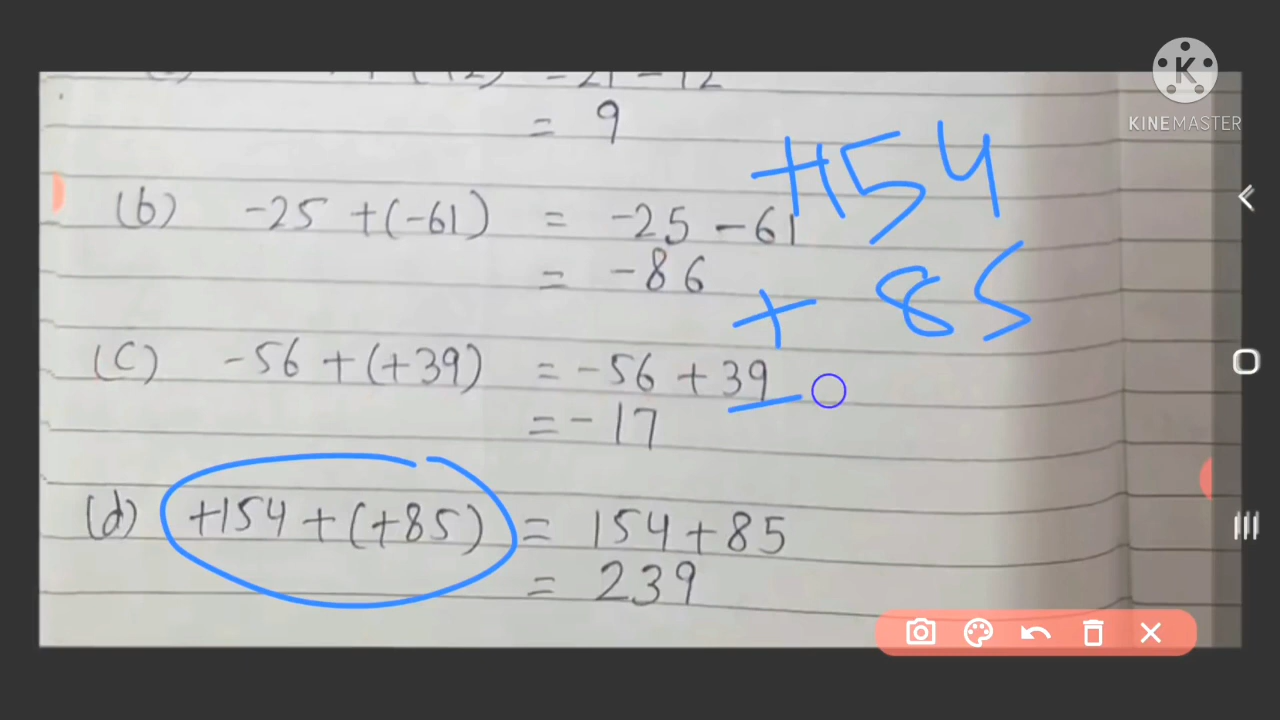 = 9
(b) -25 +(-61) = -25 -61
= -86
(c) -56 +(+39) = -56 +39
= -17
(d) +154 +(+85) = 154+85
= 239
+154
+ 85
K
KINEMASTER